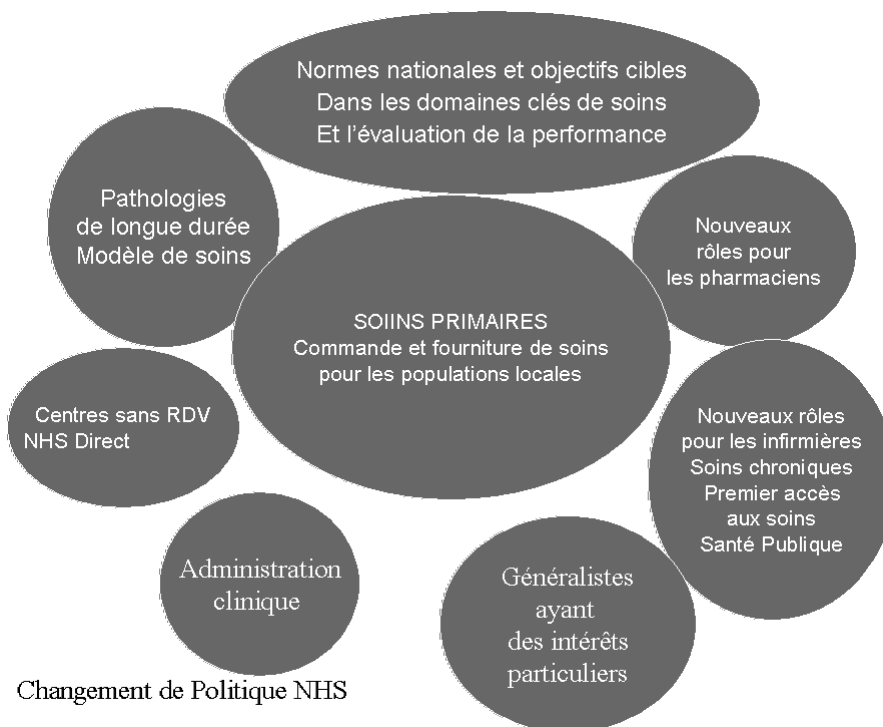 Normes nationales et objectifs cibles
Dans les domaines clés de soins
Et l'évaluation de la performance
Pathologies
de longue durée
Modèle de soins
Nouveaux
rôles pour
les pharmaciens
SOIINS PRIMAIRES
Commande et fourniture de soins
pour les populations locales
Centres sans RDV
NHS Direct
Nouveaux rôles
pour les infirmières
Soins chroniques
Premier accès
aux soins
Santé Publique
Administration
clinique
Généralistes
ayant
des intérêts
particuliers
Changement de Politique NHS